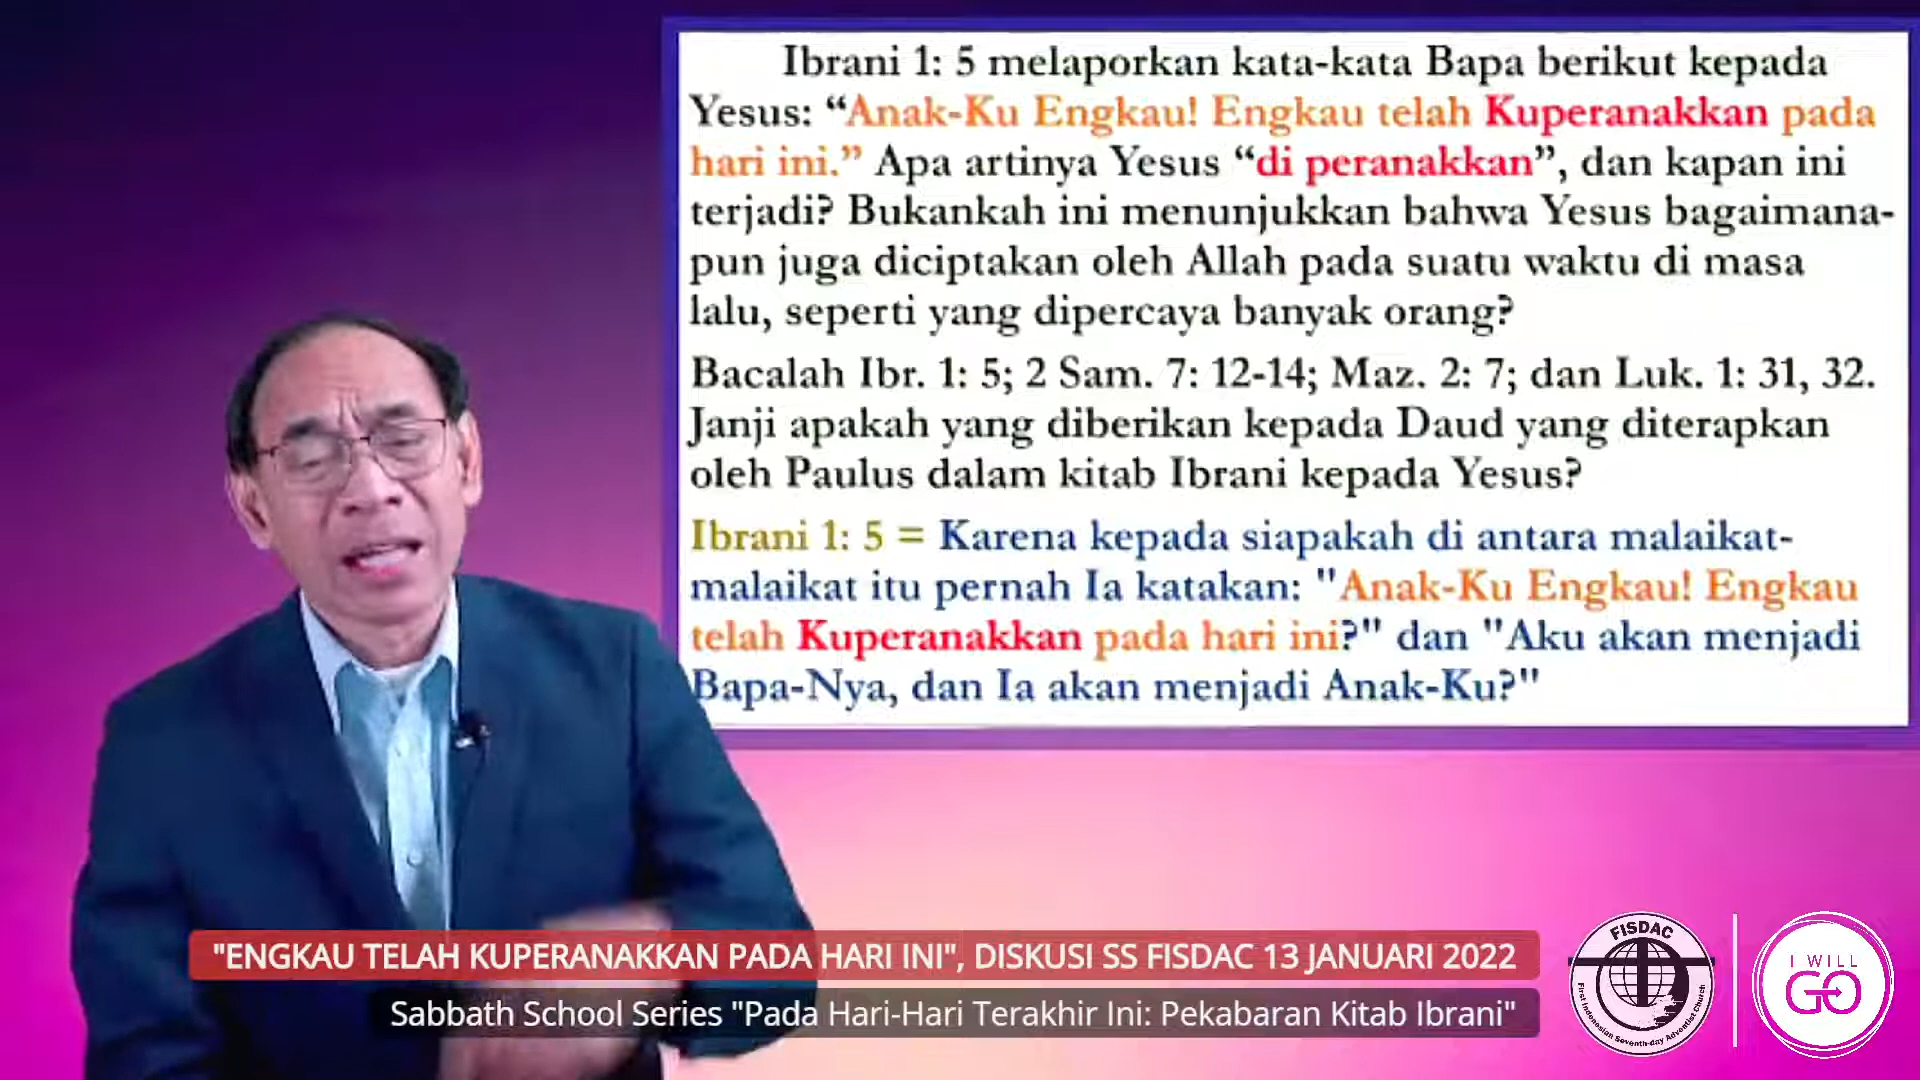 Ibrani 1: 5 melaporkan kata-kata Bapa berikut kepada
Yesus: “Anak-Ku Engkau! Engkau telah Kuperanakkan pada
hari ini.” Apa artinya Yesus “di peranakkan”, dan kapan ini
terjadi? Bukankah ini menunjukkan bahwa Yesus bagaimana-
pun juga diciptakan oleh Allah pada suatu waktu di masa
lalu, seperti yang dipercaya banyak orang?
Bacalah Ibr. 1: 5; 2 Sam. 7: 12-14; Maz. 2: 7; dan Luk. 1: 31, 32.
Janji apakah yang diberikan kepada Daud yang diterapkan
oleh Paulus dalam kitab Ibrani kepada Yesus?
Ibrani 1: 5 = Karena kepada siapakah di antara malaikat-
malaikat itu pernah Ia katakan: "Anak-Ku Engkau! Engkau
telah Kuperanakkan pada hari ini?" dan "Aku akan menjadi
Bapa-Nya, dan Ia akan menjadi Anak-Ku?"
"ENGKAU TELAH KUPERANAKKAN PADA HARI INI", DISKUSI SS FISDAC 13 JANUARI 2022
Sabbath School Series "Pada Hari-Hari Terakhir Ini: Pekabaran Kitab Ibrani"
FISDAC
First Indonesian Seventh-day Adventist Church
I WILL
GO